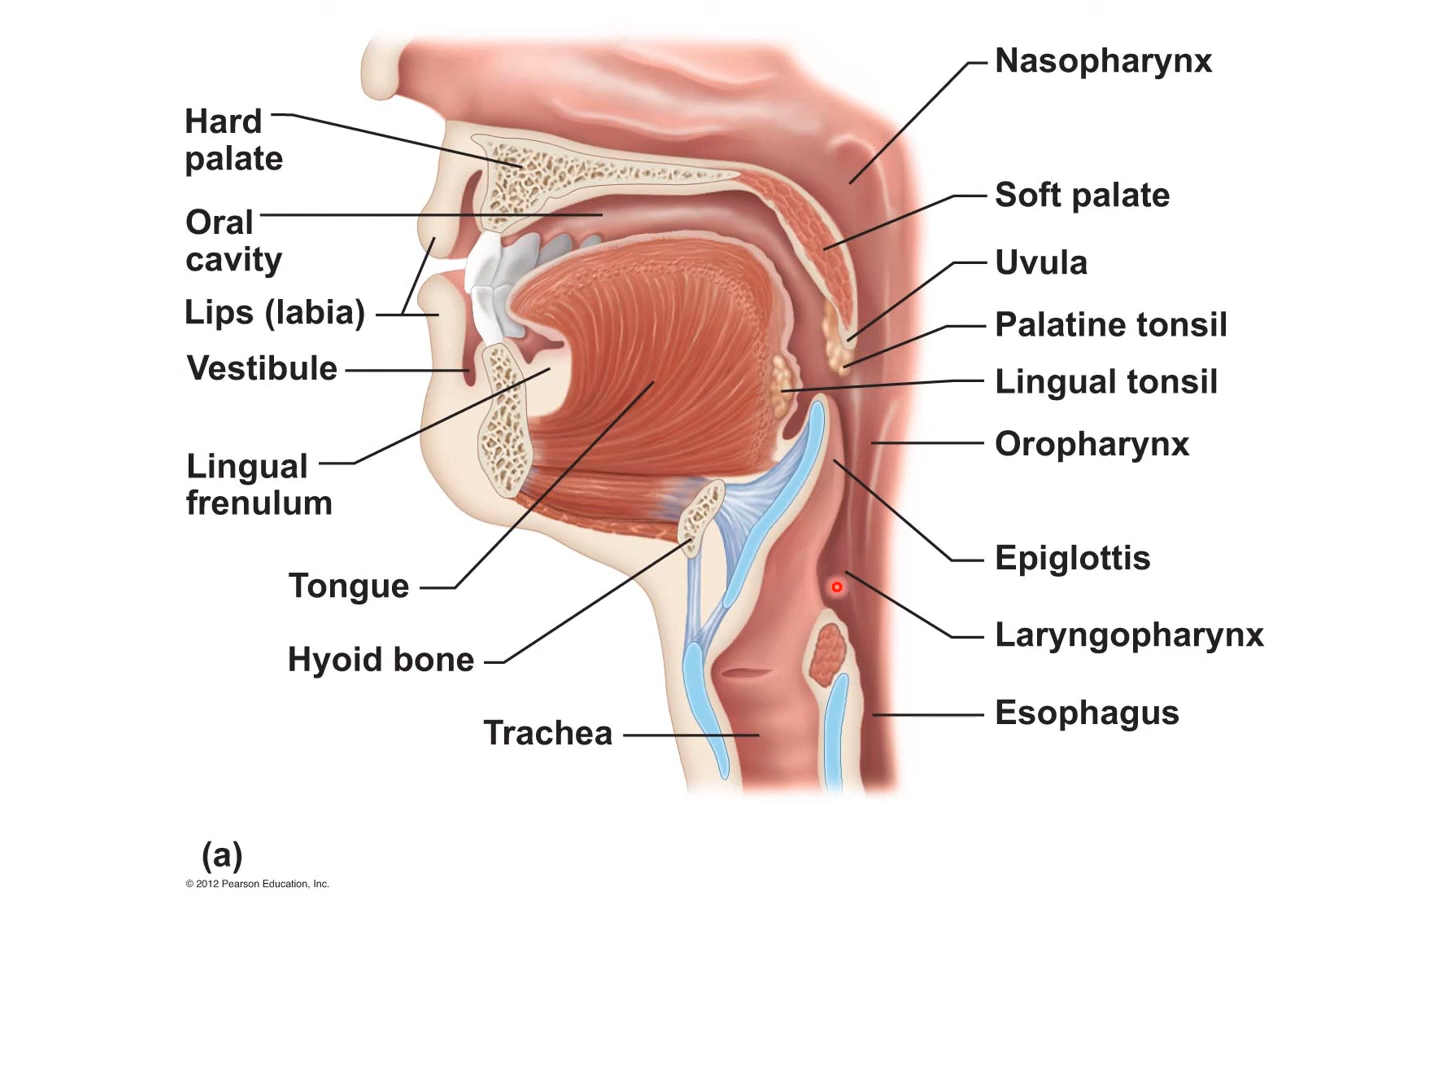 Nasopharynx
Hard
palate
Soft palate
Oral
cavity
Uvula
Lips (labia)
Palatine tonsil
Vestibule
Lingual tonsil
Oropharynx
Lingual
frenulum
Epiglottis
Tongue
Laryngopharynx
Hyoid bone
Esophagus
Trachea
(a)
© 2012 Pearson Education, Inc.